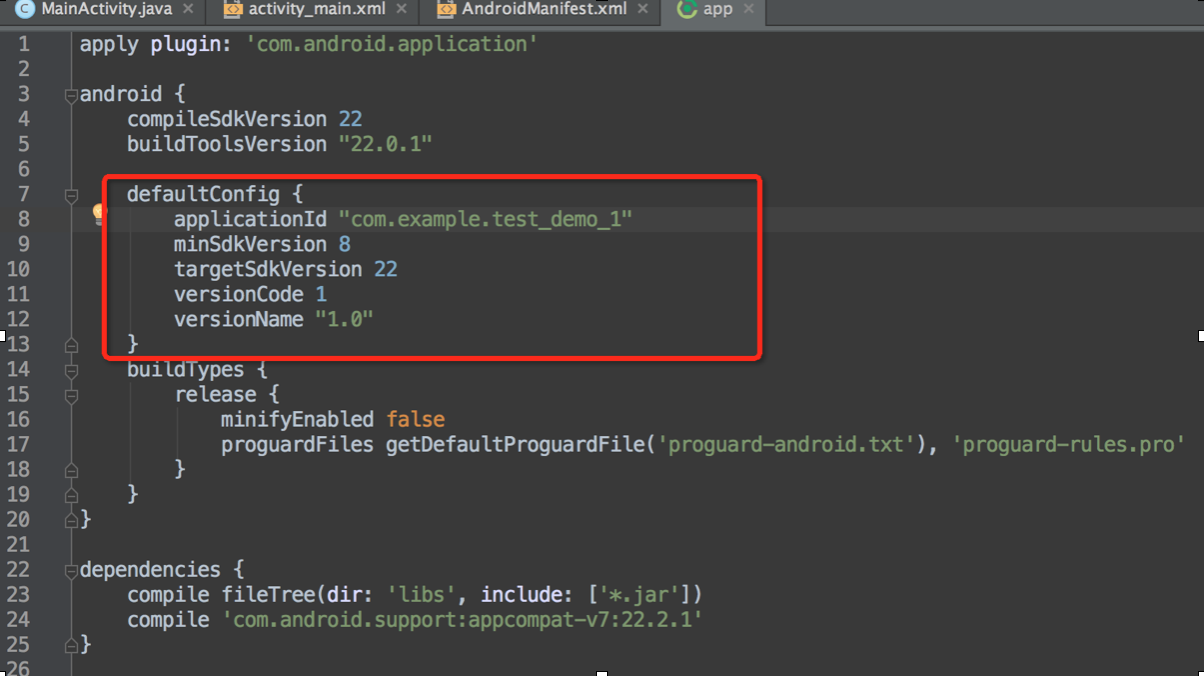 MainActivity.java × activity_main.xml × AndroidManifest.xml × app ×
1 apply plugin: 'com.android.application'
2
3 android {
4 compileSdkVersion 22
5 buildToolsVersion "22.0.1"
6
7 defaultConfig {
8 applicationId "com.example.test_demo_1"
9 minSdkVersion 8
10 targetSdkVersion 22
11 versionCode 1
12 versionName "1.0"
13 }
14 buildTypes {
15 release {
16 minifyEnabled false
17 proguardFiles getDefaultProguardFile('proguard-android.txt'), 'proguard-rules.pro'
18 }
19 }
20 }
21
22 dependencies {
23 compile fileTree(dir: 'libs', include: ['*.jar'])
24 compile 'com.android.support:appcompat-v7:22.2.1'
25 }
26